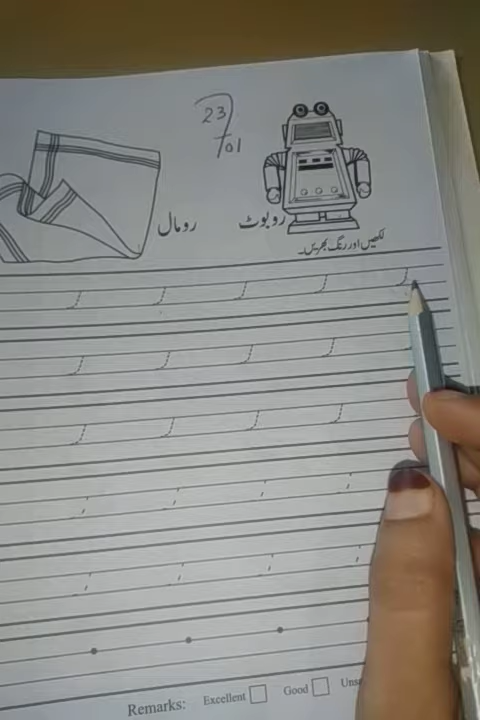 23/01
روبوٹ رومال
لکھیں اور رنگ بھریں۔
ر ر ر ر ر
ر ر ر ر
ر ر ر ر
Remarks: Excellent Good